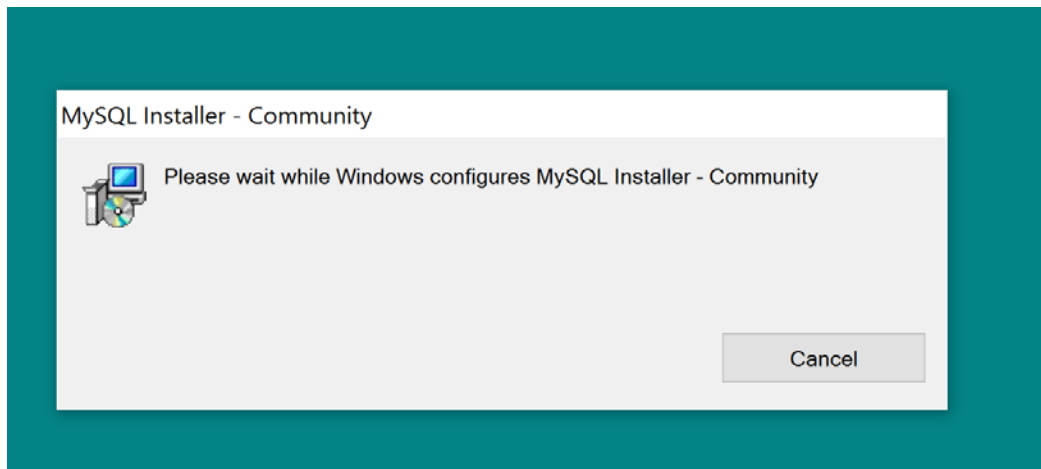 MySQL Installer - Community
Please wait while Windows configures MySQL Installer - Community
Cancel